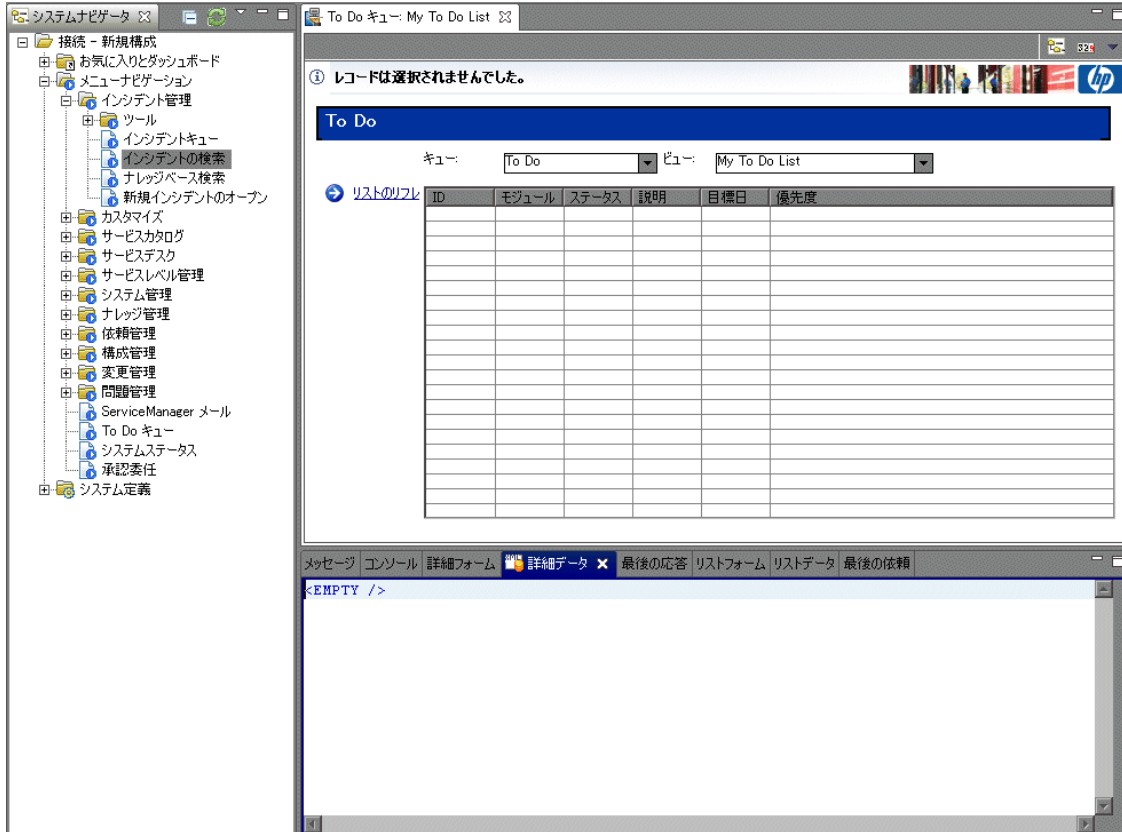 システムナビゲータ
接続 - 新規構成
お気に入りとダッシュボード
メニューナビゲーション
インシデント管理
ツール
インシデントキュー
インシデントの検索
ナレッジベース検索
新規インシデントのオープン
カスタマイズ
サービスカタログ
サービスデスク
サービスレベル管理
システム管理
ナレッジ管理
依頼管理
構成管理
変更管理
問題管理
ServiceManager メール
To Do キュー
システムステータス
承認委任
システム定義
To Do キュー: My To Do List
レコードは選択されませんでした。
hp
To Do
キュー: To Do ビュー: My To Do List
リストのリフレ
ID モジュール ステータス 説明 目標日 優先度
メッセージ コンソール 詳細フォーム 詳細データ 最後の応答 リストフォーム リストデータ 最後の依頼
<EMPTY />